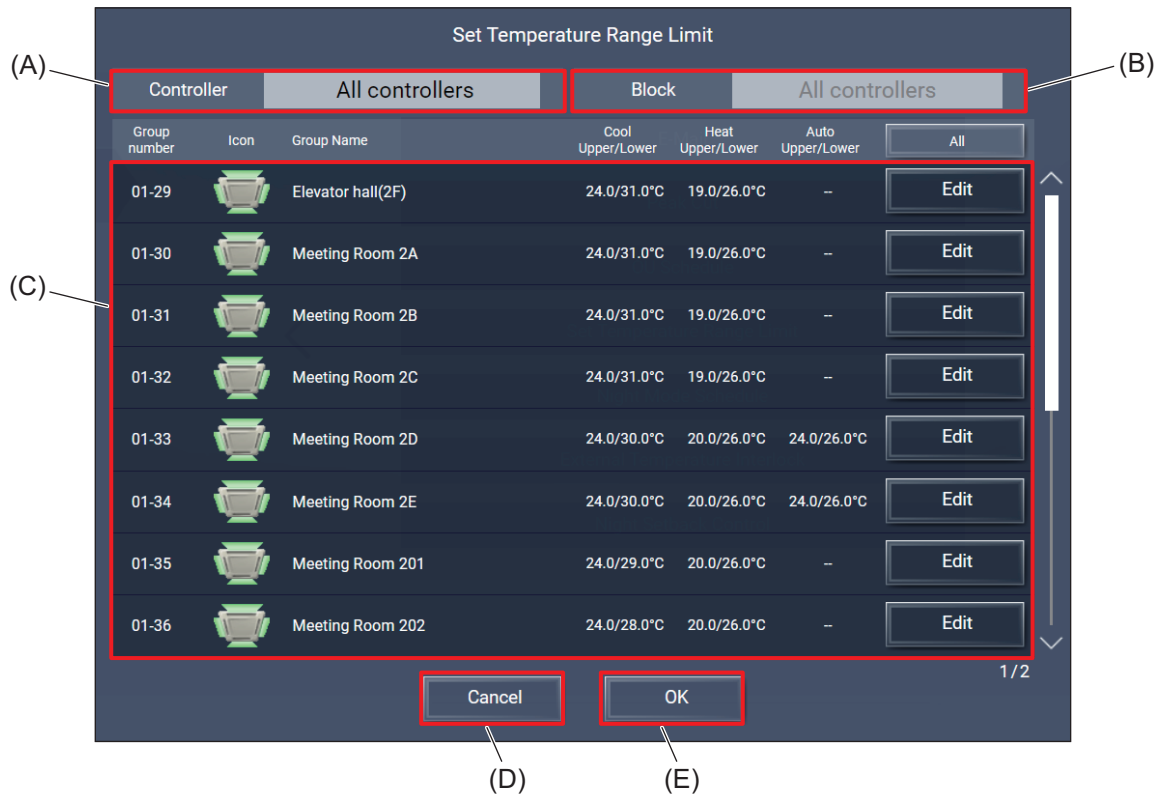 Set Temperature Range Limit
(A) (B)
Controller All controllers Block All controllers
Group number Icon Group Name Cool Upper/Lower Heat Upper/Lower Auto Upper/Lower All
01-29 Elevator hall(2F) 24.0/31.0°C 19.0/26.0°C -- Edit
01-30 Meeting Room 2A 24.0/31.0°C 19.0/26.0°C -- Edit
(C)
01-31 Meeting Room 2B 24.0/31.0°C 19.0/26.0°C -- Edit
01-32 Meeting Room 2C 24.0/31.0°C 19.0/26.0°C -- Edit
01-33 Meeting Room 2D 24.0/30.0°C 20.0/26.0°C 24.0/26.0°C Edit
01-34 Meeting Room 2E 24.0/30.0°C 20.0/26.0°C 24.0/26.0°C Edit
01-35 Meeting Room 201 24.0/29.0°C 20.0/26.0°C -- Edit
01-36 Meeting Room 202 24.0/28.0°C 20.0/26.0°C -- Edit
1/2
Cancel OK
(D) (E)